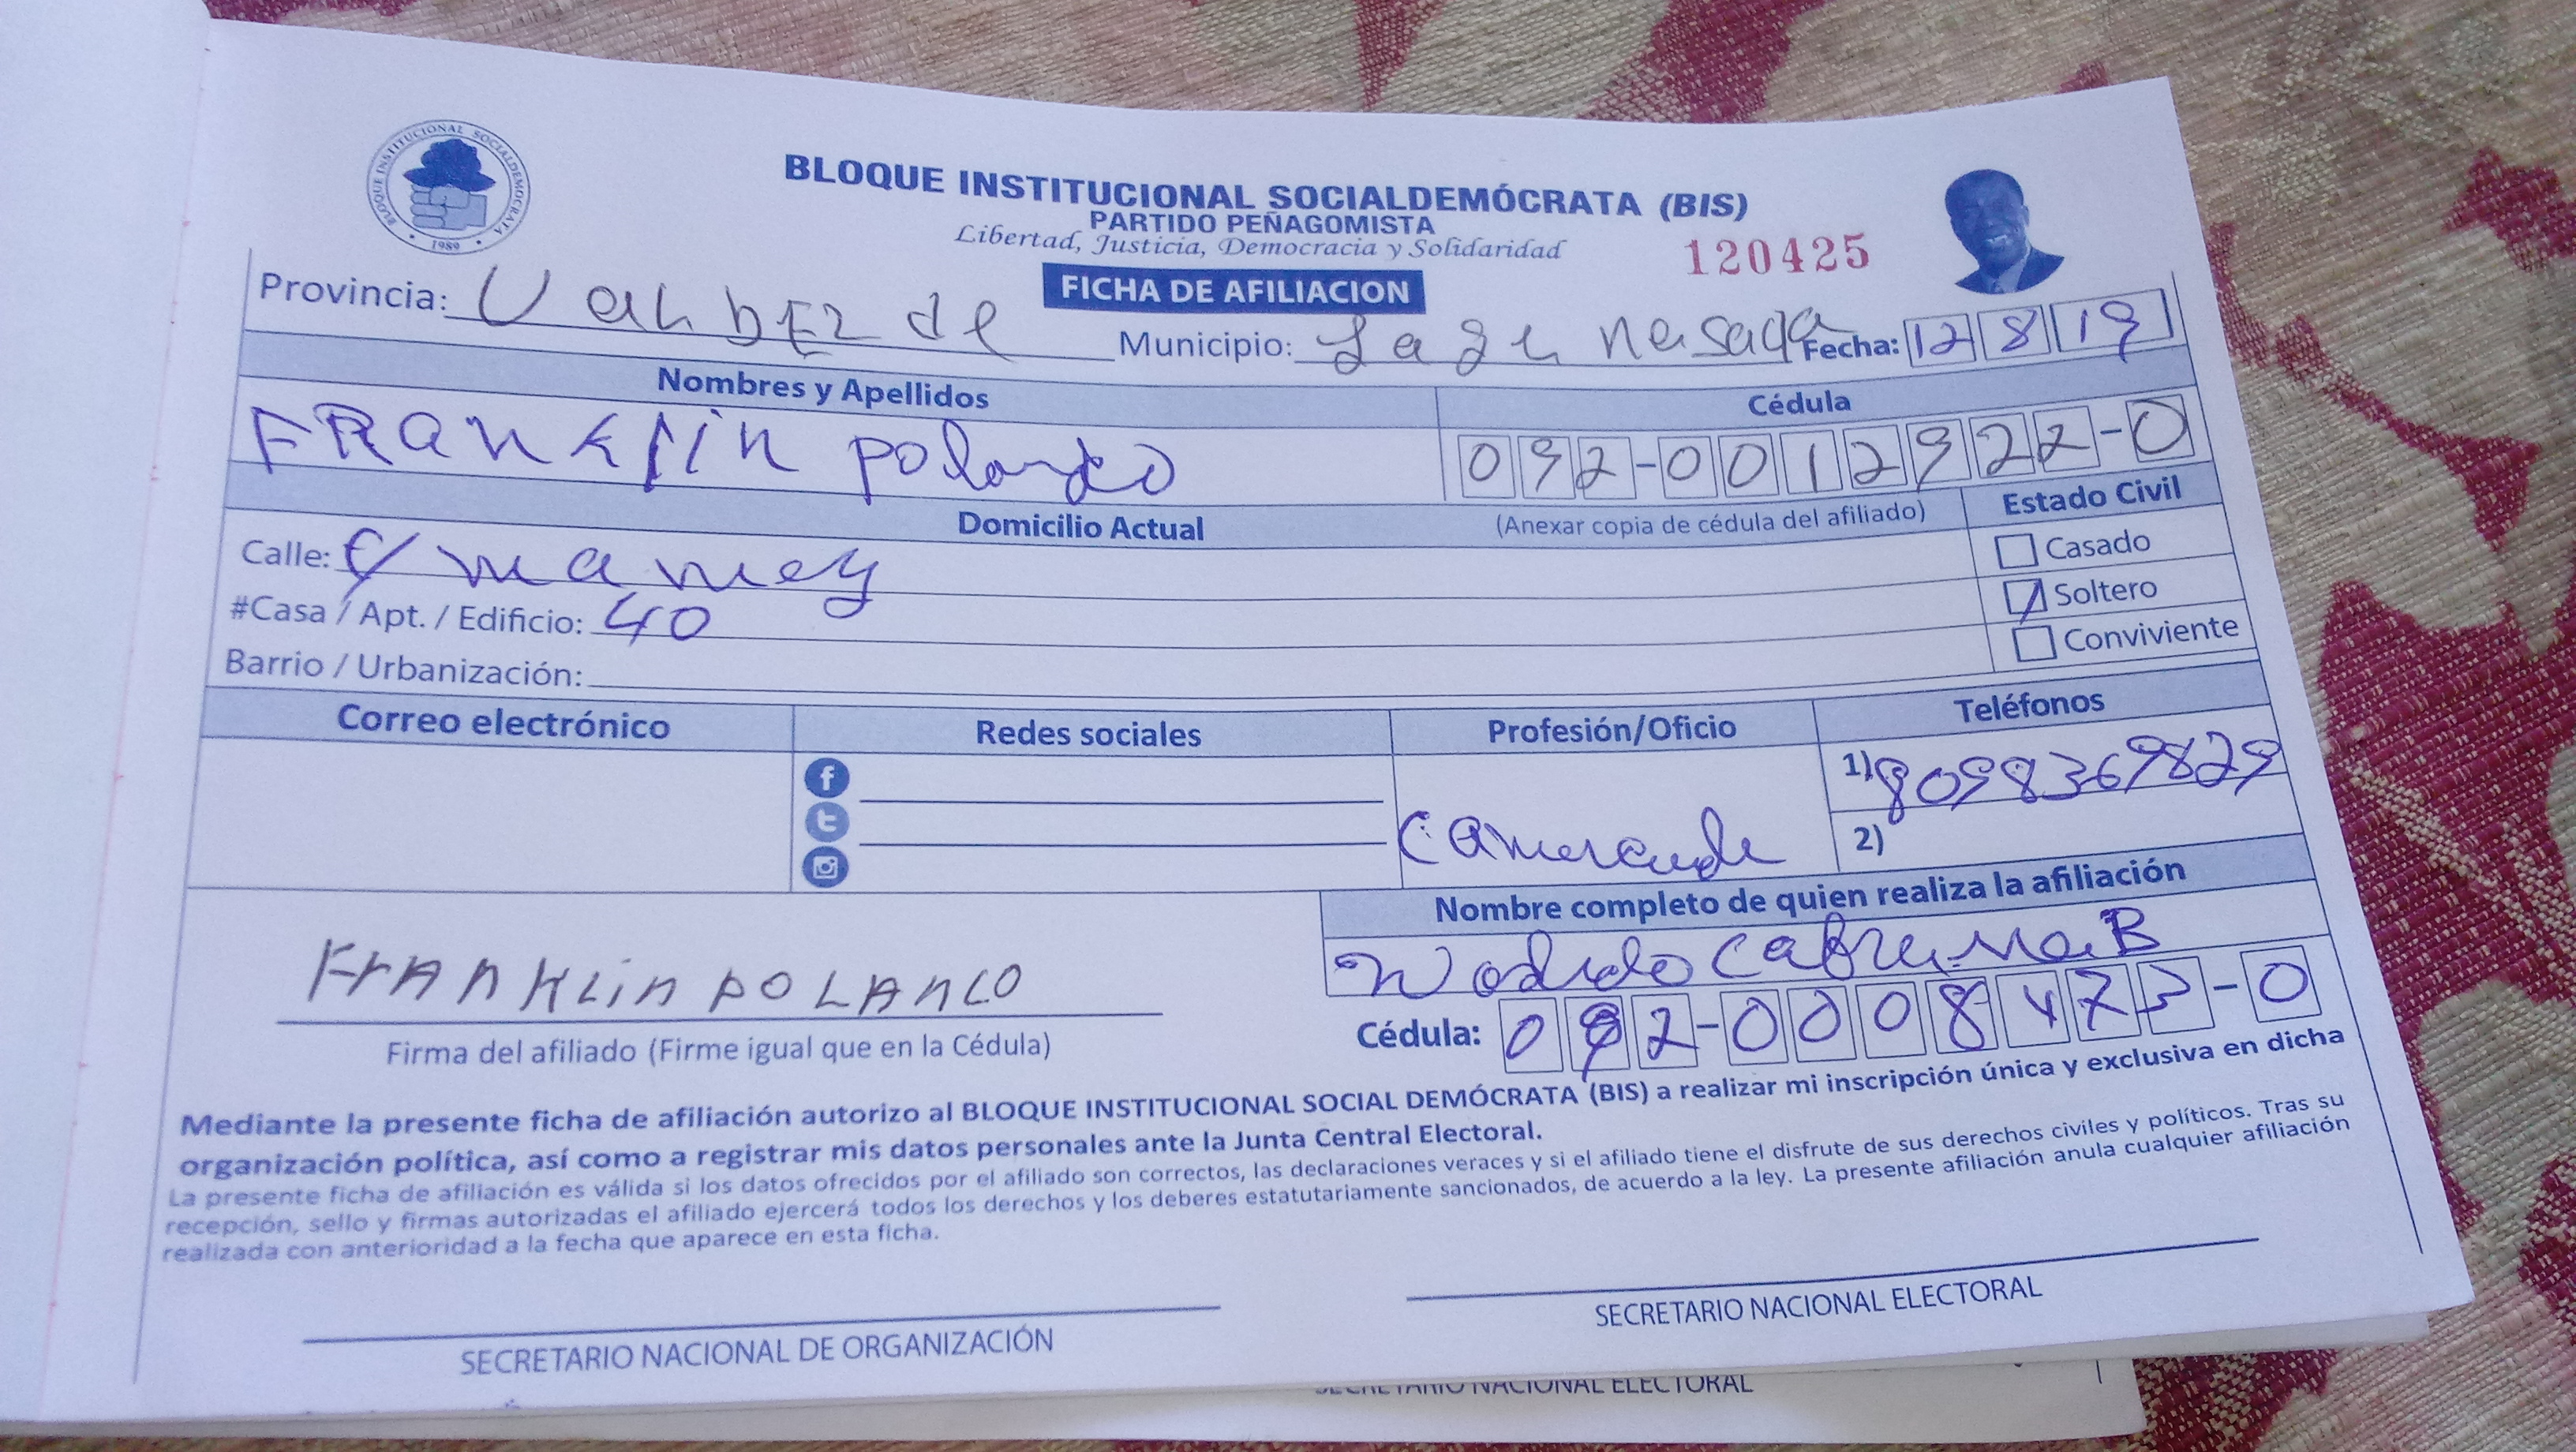 BLOQUE INSTITUCIONAL SOCIALDEMOCRATA
1989
BLOQUE INSTITUCIONAL SOCIALDEMÓCRATA (BIS)
PARTIDO PEÑAGOMISTA
Libertad, Justicia, Democracia y Solidaridad
120425
FICHA DE AFILIACION
Provincia: Valverde Municipio: Fecha: 12 8 19
Nombres y Apellidos Cédula
FRANKlin polanco 092-0012922-0
Domicilio Actual (Anexar copia de cédula del afiliado) Estado Civil
Calle: C/ mamey
Casado
#Casa / Apt. / Edificio: 40
Soltero
Barrio / Urbanización:
Conviviente
Correo electrónico Redes sociales Profesión/Oficio Teléfonos
1) 8098369829
2)
Nombre completo de quien realiza la afiliación
Cabrera B
FrAnKLin POLAnCO
Cédula: 092-0008473-0
Firma del afiliado (Firme igual que en la Cédula)
Mediante la presente ficha de afiliación autorizo al BLOQUE INSTITUCIONAL SOCIAL DEMÓCRATA (BIS) a realizar mi inscripción única y exclusiva en dicha
organización política, así como a registrar mis datos personales ante la Junta Central Electoral.
La presente ficha de afiliación es válida si los datos ofrecidos por el afiliado son correctos, las declaraciones veraces y si el afiliado tiene el disfrute de sus derechos civiles y políticos. Tras su
recepción, sello y firmas autorizadas el afiliado ejercerá todos los derechos y los deberes estatutariamente sancionados, de acuerdo a la ley. La presente afiliación anula cualquier afiliación
realizada con anterioridad a la fecha que aparece en esta ficha.
SECRETARIO NACIONAL DE ORGANIZACIÓN
SECRETARIO NACIONAL ELECTORAL
SECRETARIO NACIONAL ELECTORAL